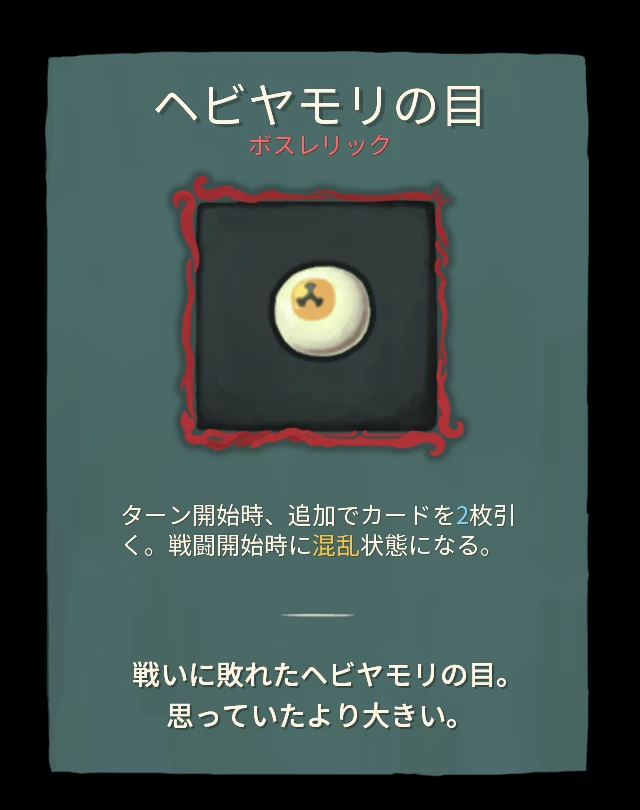 ヘビヤモリの目
ボスレリック
ターン開始時、追加でカードを2枚引
く。戦闘開始時に混乱状態になる。
戦いに敗れたヘビヤモリの目。
思っていたより大きい。